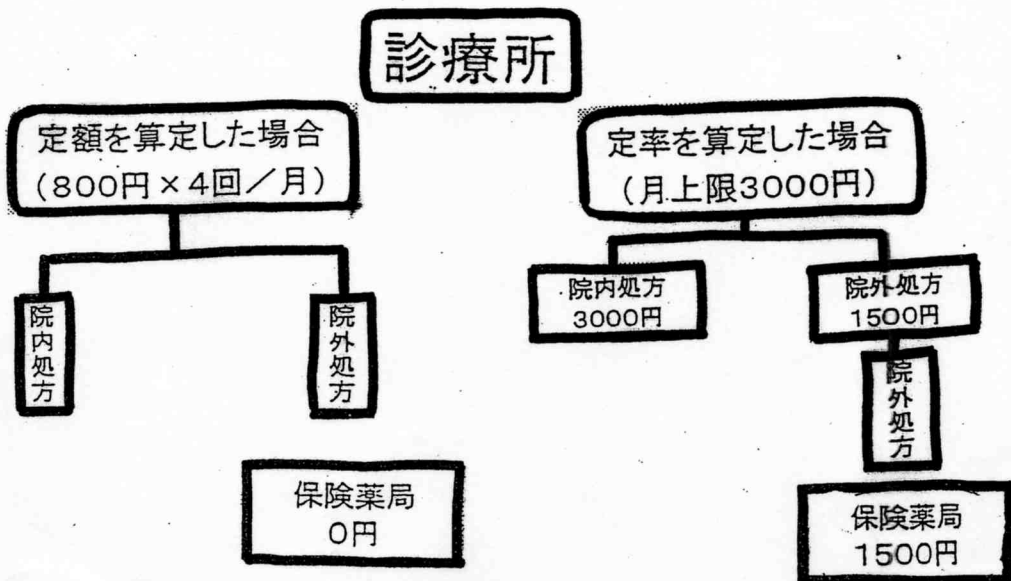 診療所
定額を算定した場合
(800円×4回/月)
院内処方
院外処方
保険薬局
0円
定率を算定した場合
(月上限3000円)
院内処方
3000円
院外処方
1500円
院外処方
保険薬局
1500円